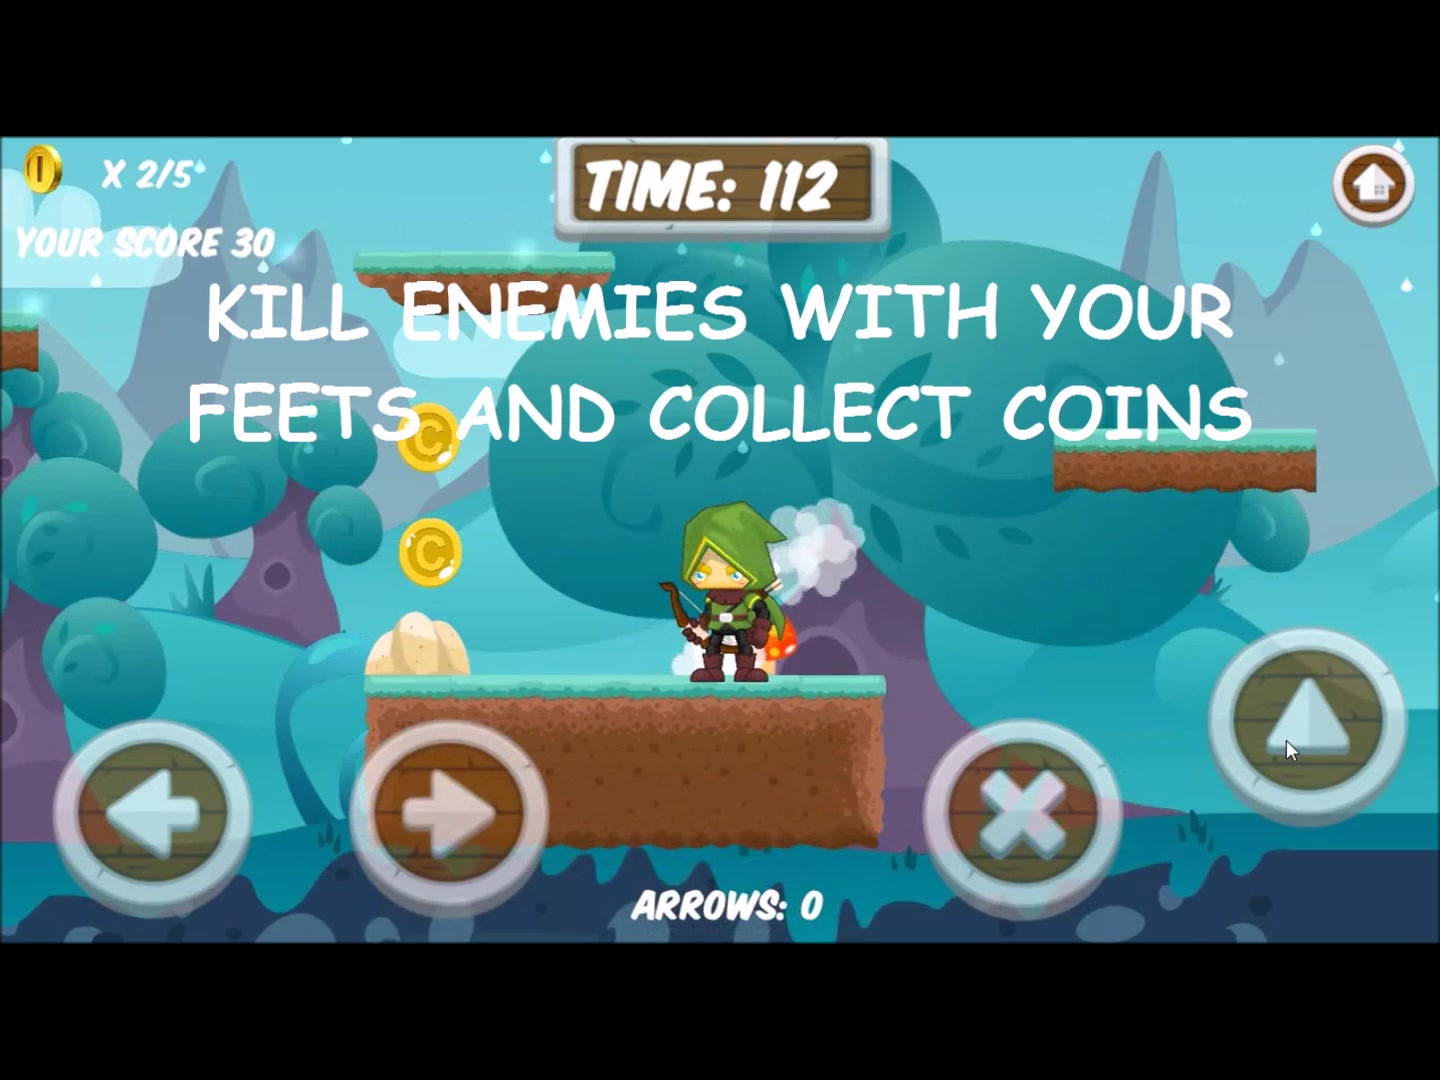 X 2/5
TIME: 112
YOUR SCORE 30
KILL ENEMIES WITH YOUR
FEETS AND COLLECT COINS
C
C
ARROWS: 0